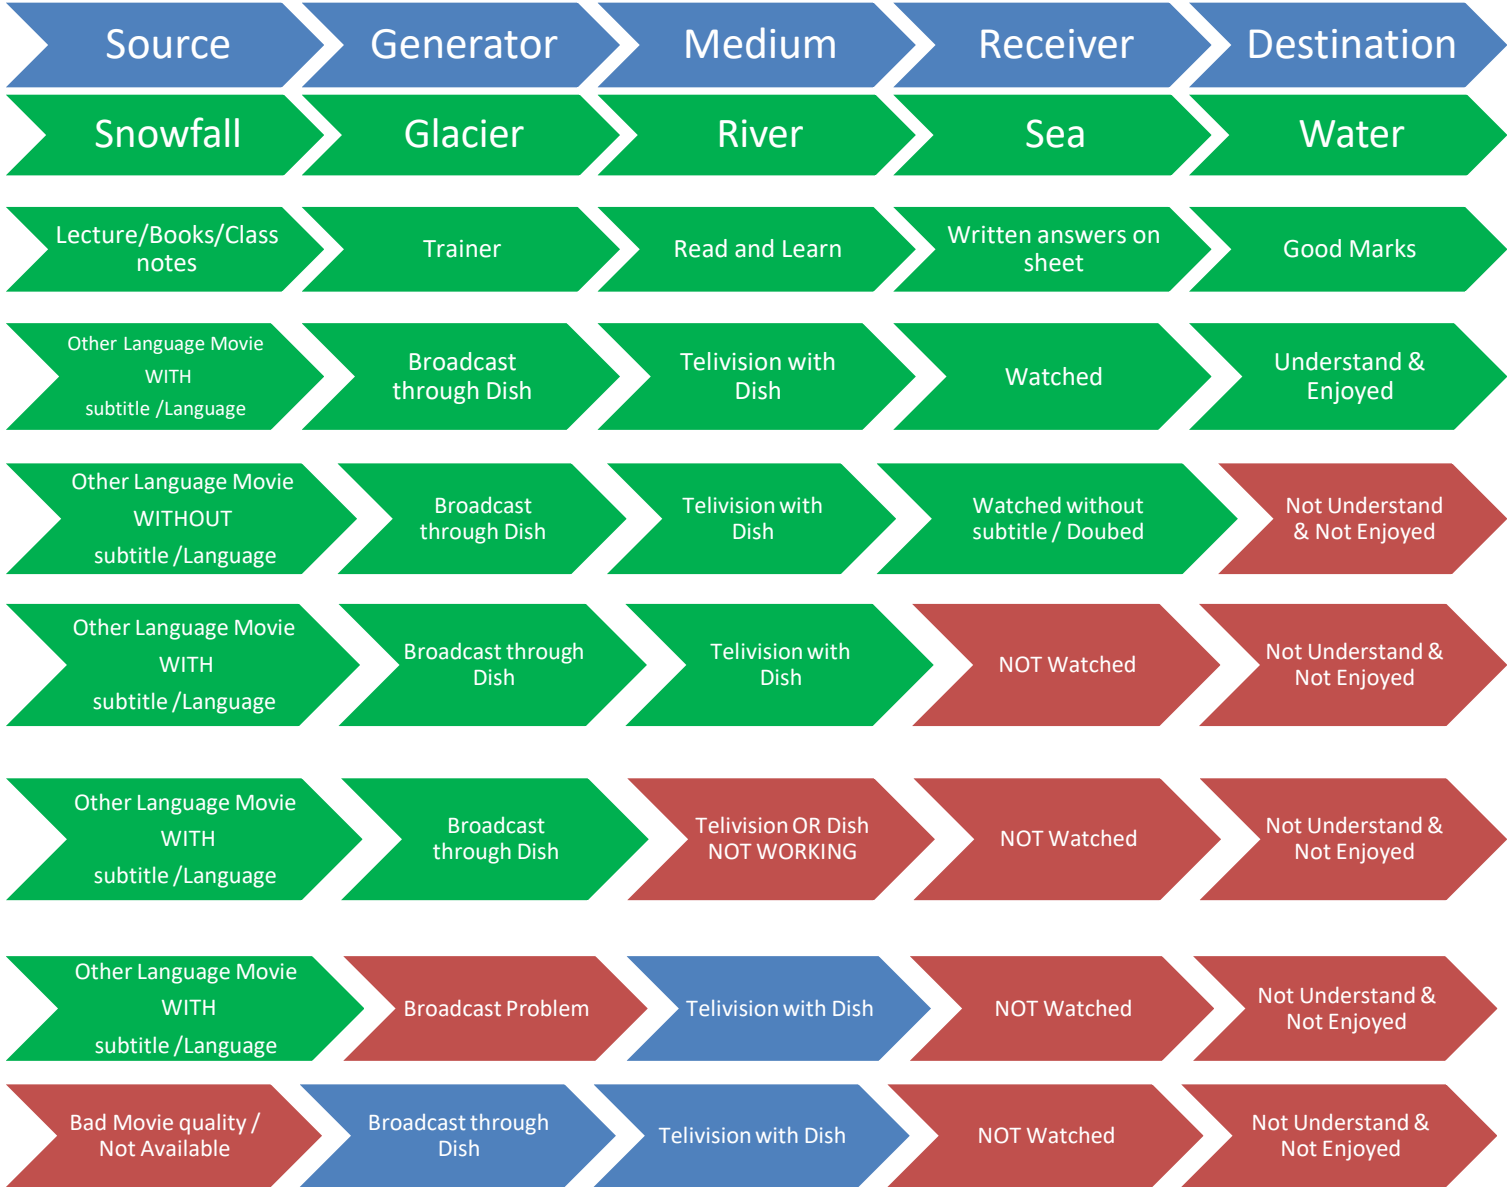 Source
Generator
Medium
Receiver
Destination
Snowfall
Glacier
River
Sea
Water
Lecture/Books/Class
notes
Trainer
Read and Learn
Written answers on
sheet
Good Marks
Other Language Movie
WITH
subtitle /Language
Broadcast
through Dish
Telivision with
Dish
Watched
Understand &
Enjoyed
Other Language Movie
WITHOUT
subtitle /Language
Broadcast
through Dish
Telivision with
Dish
Watched without
subtitle / Doubed
Not Understand
& Not Enjoyed
Other Language Movie
WITH
subtitle /Language
Broadcast through
Dish
Telivision with
Dish
NOT Watched
Not Understand &
Not Enjoyed
Other Language Movie
WITH
subtitle /Language
Broadcast
through Dish
Telivision OR Dish
NOT WORKING
NOT Watched
Not Understand &
Not Enjoyed
Other Language Movie
WITH
subtitle /Language
Broadcast Problem
Telivision with Dish
NOT Watched
Not Understand &
Not Enjoyed
Bad Movie quality /
Not Available
Broadcast through
Dish
Telivision with Dish
NOT Watched
Not Understand &
Not Enjoyed